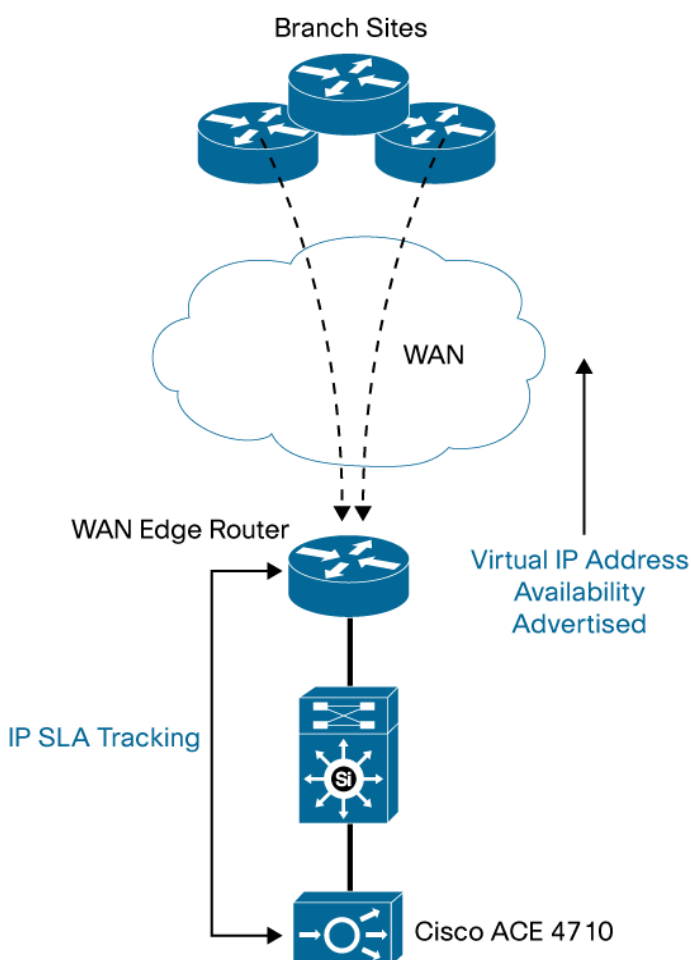 Branch Sites
WAN
WAN Edge Router
Virtual IP Address
Availability
Advertised
IP SLA Tracking
Si
Cisco ACE 4710